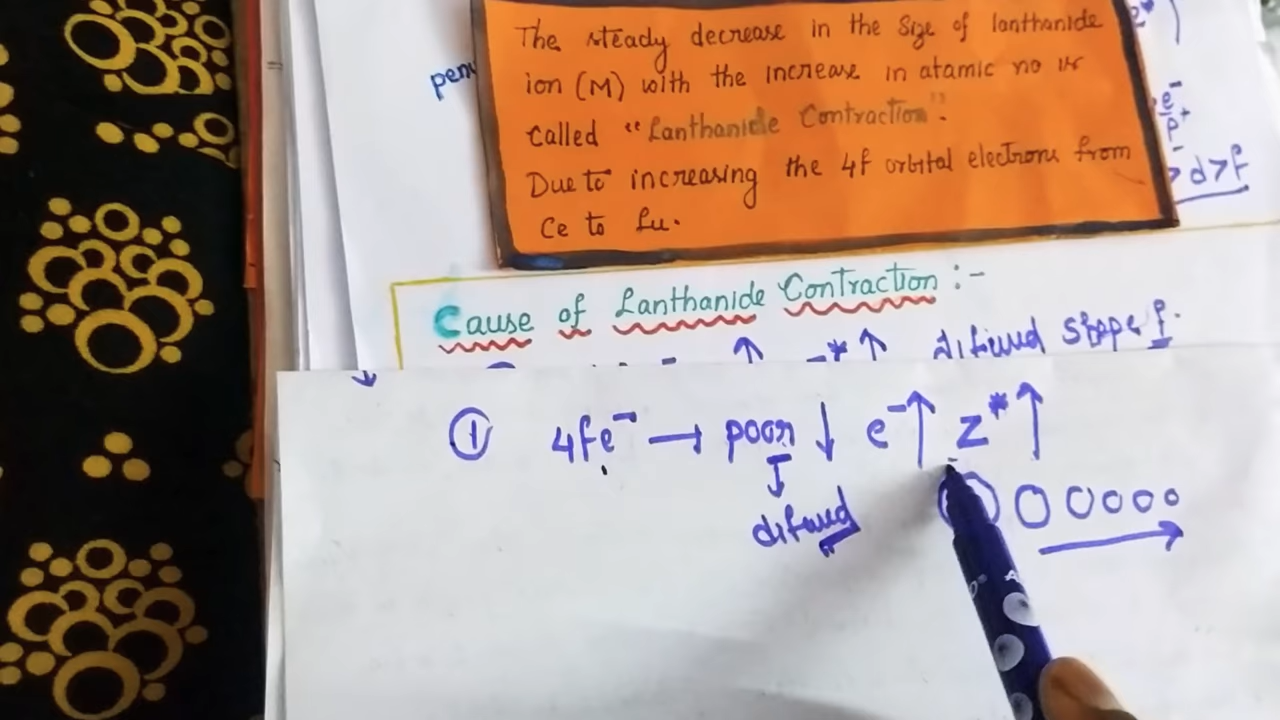 The steady decrease in the Size of lanthanide
ion (M) with the increase in atamic no is
called "Lanthanide Contraction".
Due to increasing the 4f orbital electrons from
Ce to Lu.
e⁻
> d > f
Cause of Lanthanide Contraction :-
↑ * ↑ difused shape f.
① 4fe⁻ → poor ↓ e⁻↑ Z*↑
↓
difused